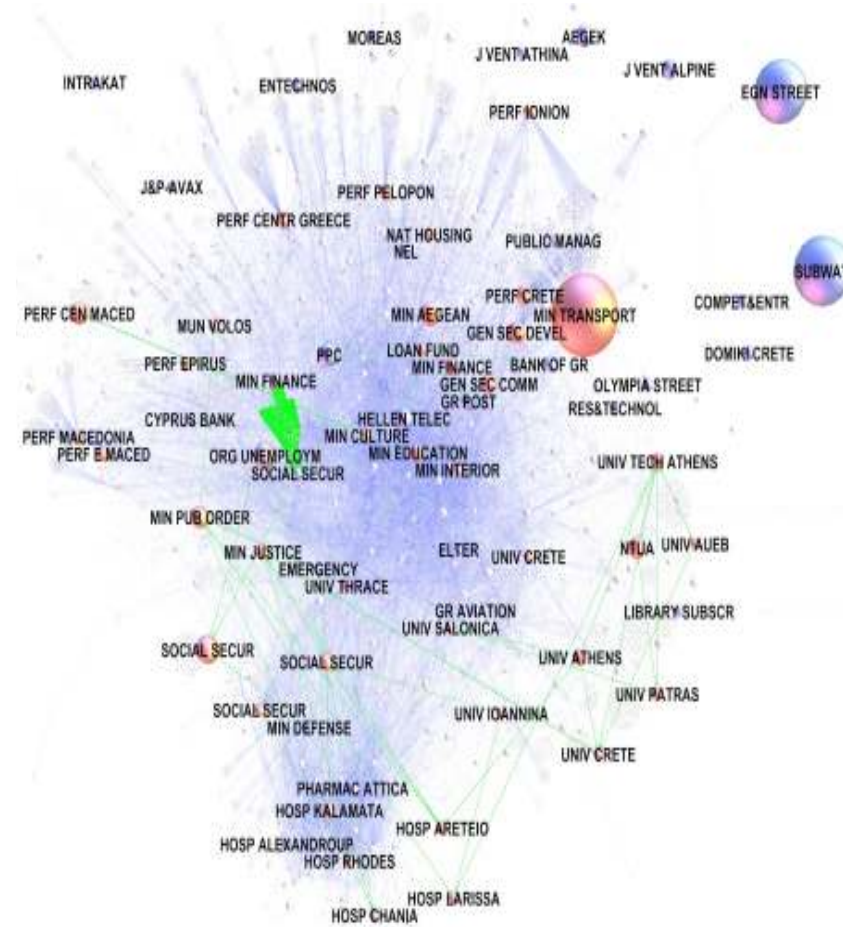 MOREAS
AEGEK
J VENT ATHINA
J VENT ALPINE
INTRAKAT
ENTECHNOS
EGN STREET
PERF IONION
J&P-AVAX
PERF PELOPON
PERF CENTR GREECE
NAT HOUSING
PUBLIC MANAG
NEL
SUBWAY
PERF CRETE
COMPET&ENTR
PERF CEN MACED
MIN AEGEAN
MIN TRANSPORT
MUN VOLOS
GEN SEC DEVEL
PPC
LOAN FUND
DOMIKI CRETE
PERF EPIRUS
MIN FINANCE
BANK OF GR
MIN FINANCE
GEN SEC COMM
OLYMPIA STREET
GR POST
RES&TECHNOL
CYPRUS BANK
HELLEN TELEC
PERF MACEDONIA
MIN CULTURE
PERF E MACED
ORG UNEMPLOYM
MIN EDUCATION
SOCIAL SECUR
MIN INTERIOR
UNIV TECH ATHENS
MIN PUB ORDER
MIN JUSTICE
ELTER
UNIV CRETE
NTUA
UNIV AUEB
EMERGENCY
UNIV THRACE
GR AVIATION
LIBRARY SUBSCR
UNIV SALONICA
SOCIAL SECUR
SOCIAL SECUR
UNIV ATHENS
UNIV PATRAS
SOCIAL SECUR
UNIV IOANNINA
MIN DEFENSE
UNIV CRETE
PHARMAC ATTICA
HOSP KALAMATA
HOSP ARETEIO
HOSP ALEXANDROUP
HOSP RHODES
HOSP LARISSA
HOSP CHANIA